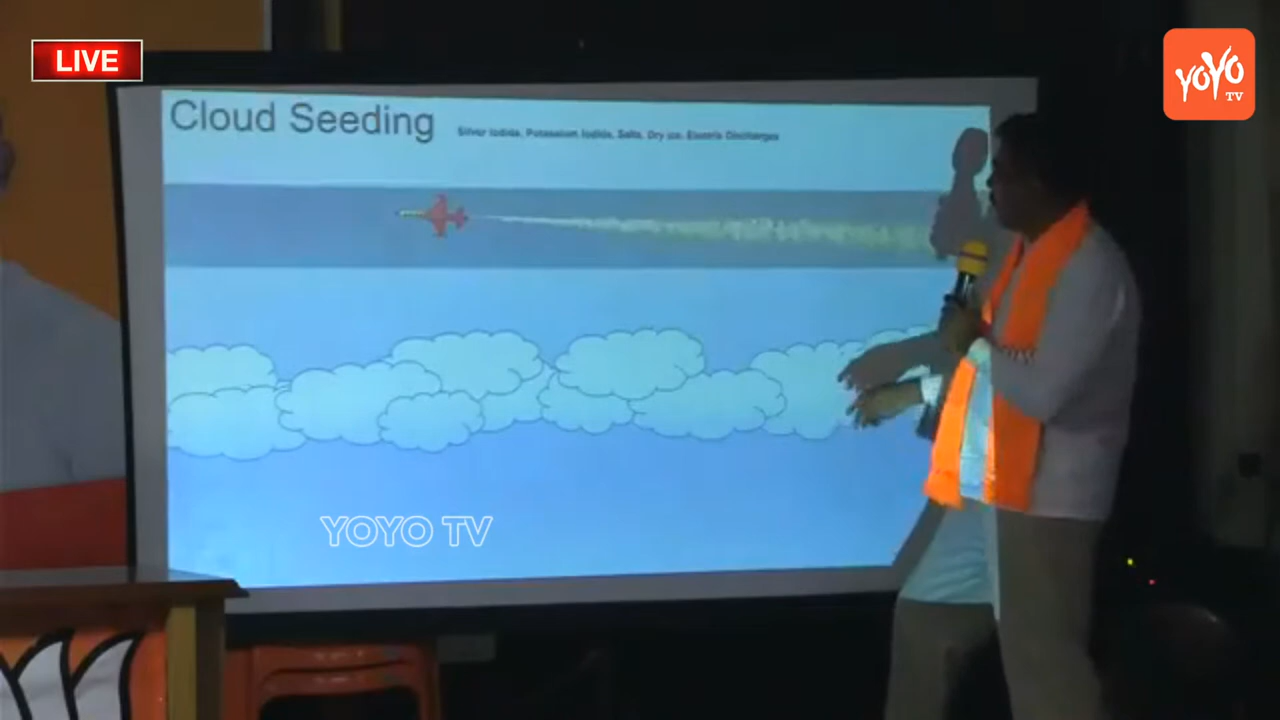 LIVE
YOYO
TV
Cloud Seeding
Silver Iodide, Potassium Iodide, Salts, Dry ice, Electric Discharges
YOYO TV